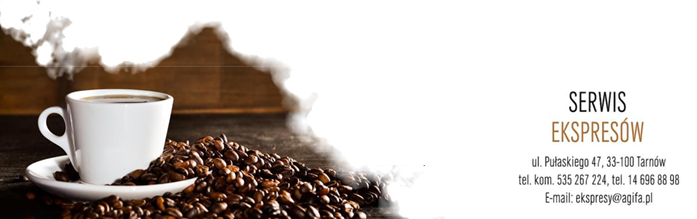 SERWIS
EKSPRESÓW
ul. Pułaskiego 47, 33-100 Tarnów
tel. kom. 535 267 224, tel. 14 696 88 98
E-mail: ekspresy@agifa.pl